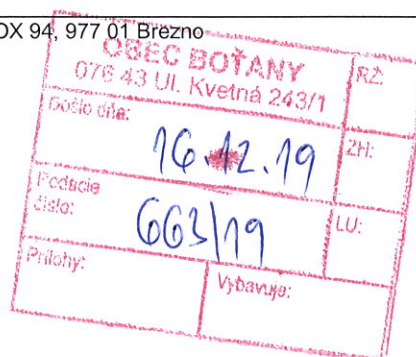 OX 94, 977 01 Brezno
OBEC BOŤANY
076 43 Ul. Kvetná 243/1
RZ:
Došlo dňa:
16.12.19
ZH:
Podacie
číslo:
663/19
LU:
Prílohy:
Vybavuje: